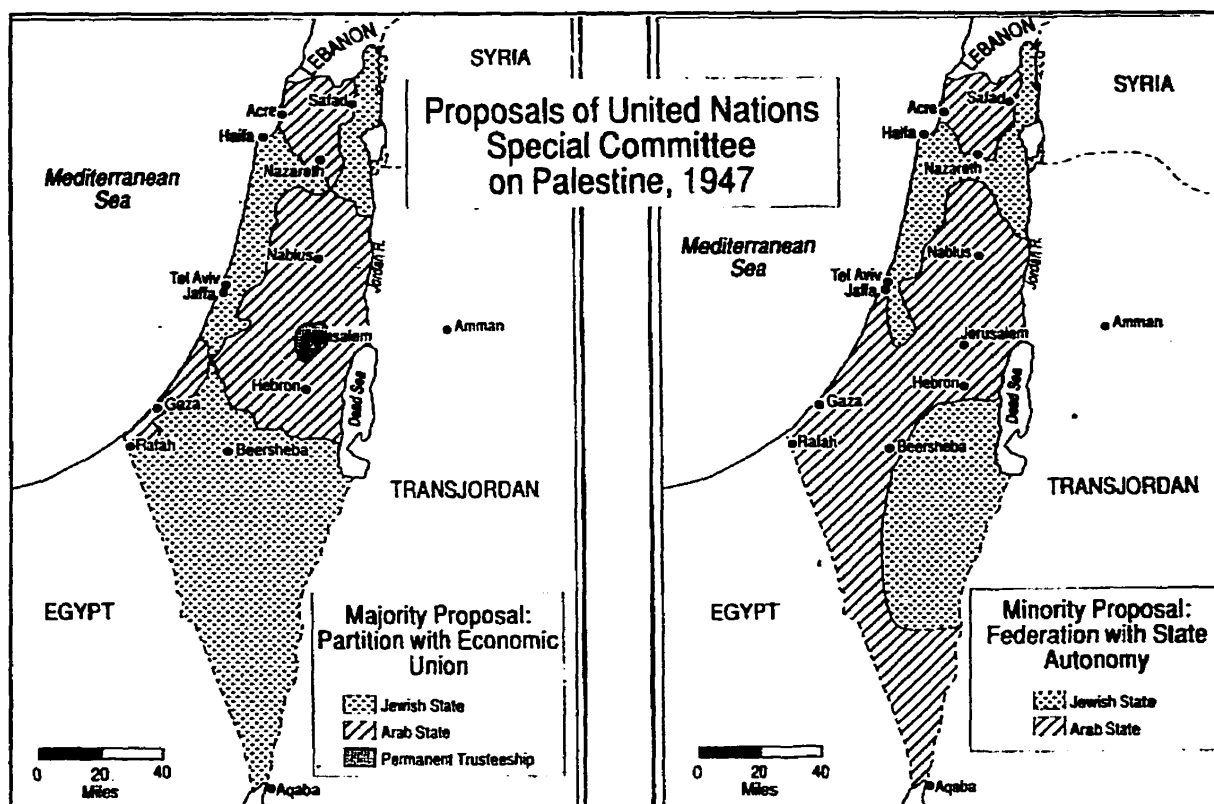 Proposals of United Nations
Special Committee
on Palestine, 1947
LEBANON
SYRIA
Acre
Safad
Haifa
Nazareth
Mediterranean
Sea
Nablus
Jordan R.
Tel Aviv
Jaffa
Jerusalem
Amman
Hebron
Dead Sea
Gaza
Rafah
Beersheba
TRANSJORDAN
EGYPT
Majority Proposal:
Partition with Economic
Union
Jewish State
Arab State
Permanent Trusteeship
0 20 40
Miles
Aqaba
LEBANON
SYRIA
Acre
Safad
Haifa
Nazareth
Mediterranean
Sea
Nablus
Jordan R.
Tel Aviv
Jaffa
Jerusalem
Amman
Hebron
Dead Sea
Gaza
Rafah
Beersheba
TRANSJORDAN
EGYPT
Minority Proposal:
Federation with State
Autonomy
Jewish State
Arab State
0 20 40
Miles
Aqaba